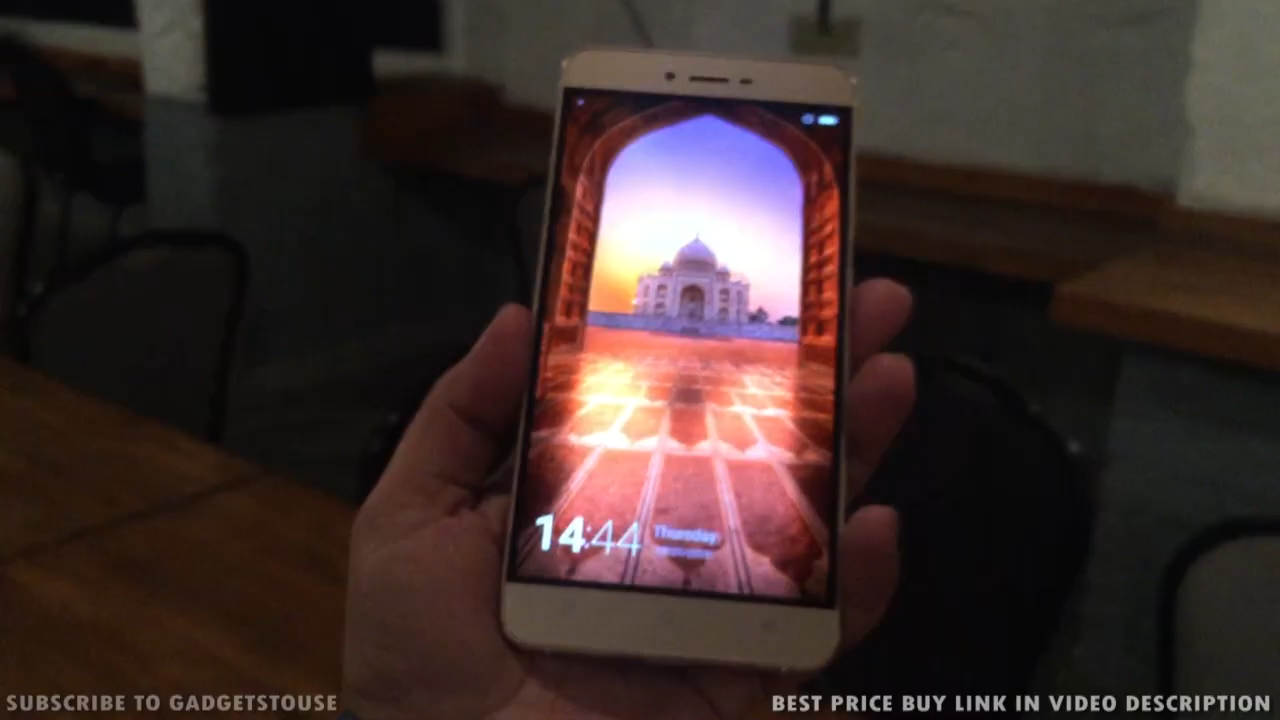 14:44 Thursday
SUBSCRIBE TO GADGETSTOUSE
BEST PRICE BUY LINK IN VIDEO DESCRIPTION